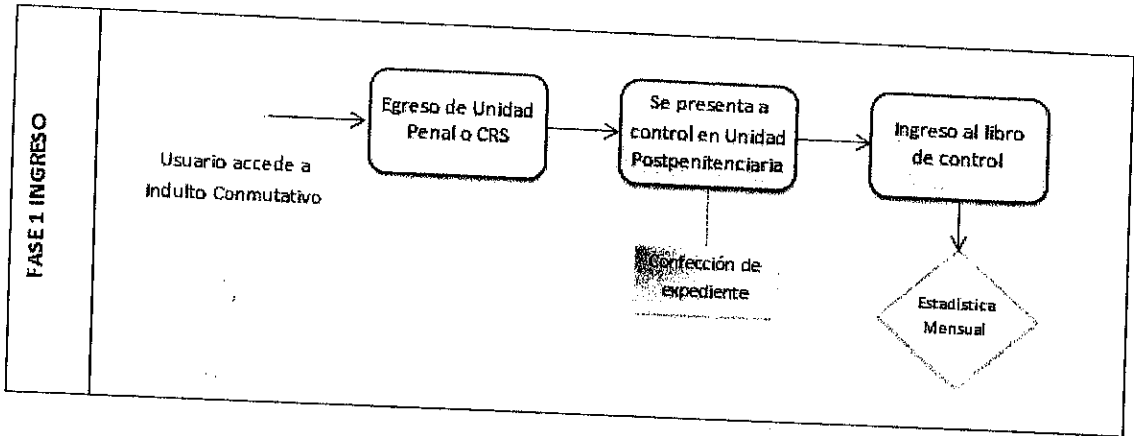 FASE 1 INGRESO
Usuario accede a
Indulto Conmutativo
Egreso de Unidad
Penal o CRS
Se presenta a
control en Unidad
Postpenitenciaria
Confección de
expediente
Ingreso al libro
de control
Estadística
Mensual